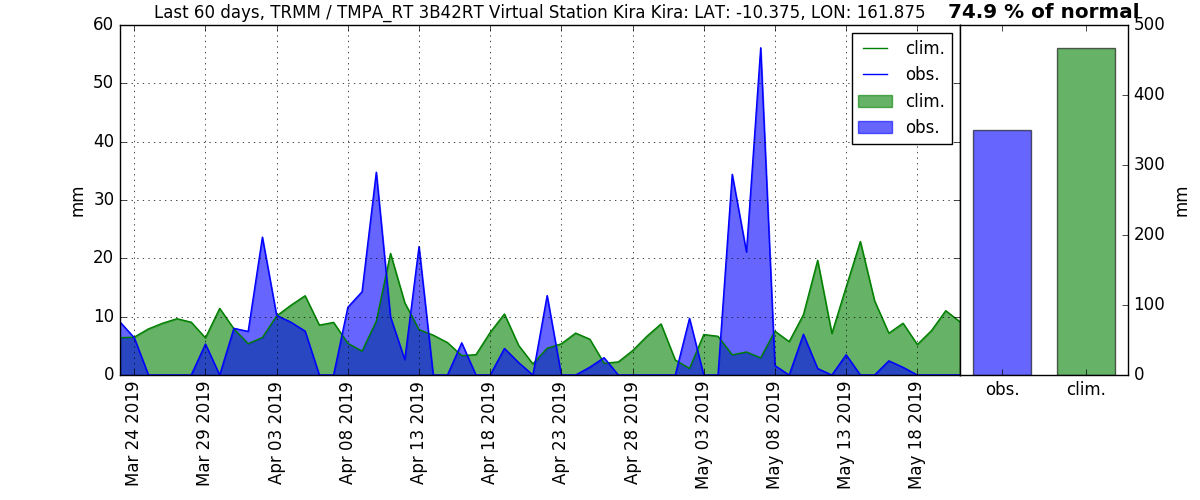 Last 60 days, TRMM / TMPA_RT 3B42RT Virtual Station Kira Kira: LAT: -10.375, LON: 161.875
74.9 % of normal
60
50
40
30
20
10
0
mm
clim.
obs.
clim.
obs.
Mar 24 2019
Mar 29 2019
Apr 03 2019
Apr 08 2019
Apr 13 2019
Apr 18 2019
Apr 23 2019
Apr 28 2019
May 03 2019
May 08 2019
May 13 2019
May 18 2019
500
400
300
200
100
0
mm
obs.
clim.